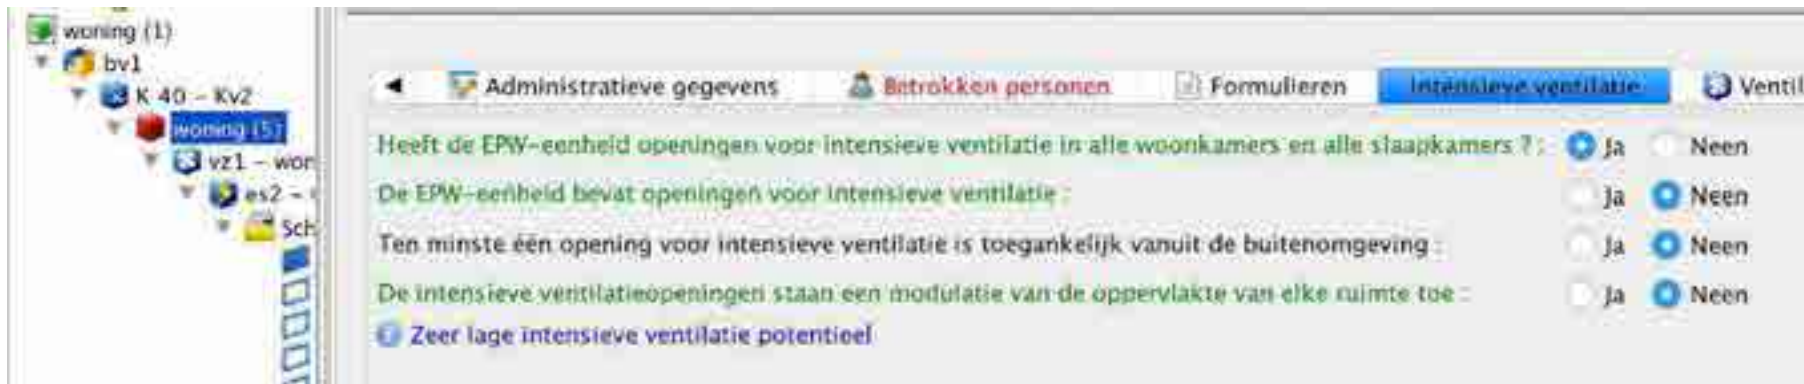 woning (1)
bv1
K 40 - Kv2
woning (5)
vz1 - won
es2 -
Sch
Administratieve gegevens
Betrokken personen
Formulieren
Intensieve ventilatie
Ventil
Heeft de EPW-eenheid openingen voor intensieve ventilatie in alle woonkamers en alle slaapkamers ? : Ja Neen
De EPW-eenheid bevat openingen voor intensieve ventilatie : Ja Neen
Ten minste één opening voor intensieve ventilatie is toegankelijk vanuit de buitenomgeving : Ja Neen
De intensieve ventilatieopeningen staan een modulatie van de oppervlakte van elke ruimte toe : Ja Neen
Zeer lage intensieve ventilatie potentieel